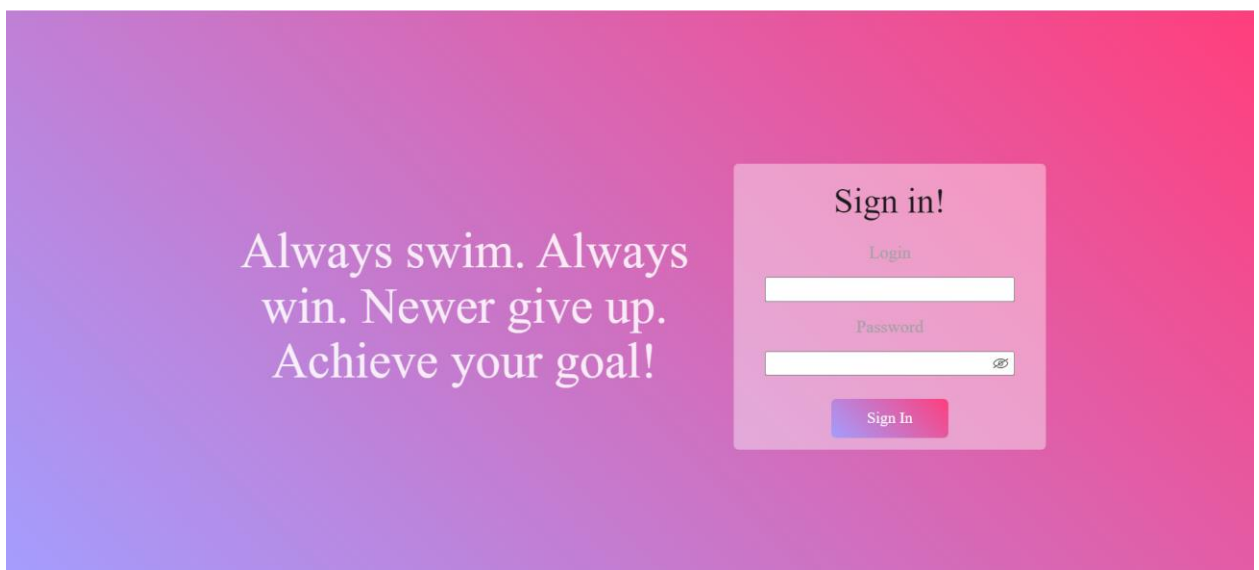 Always swim. Always
win. Newer give up.
Achieve your goal!
Sign in!
Login
Password
Sign In